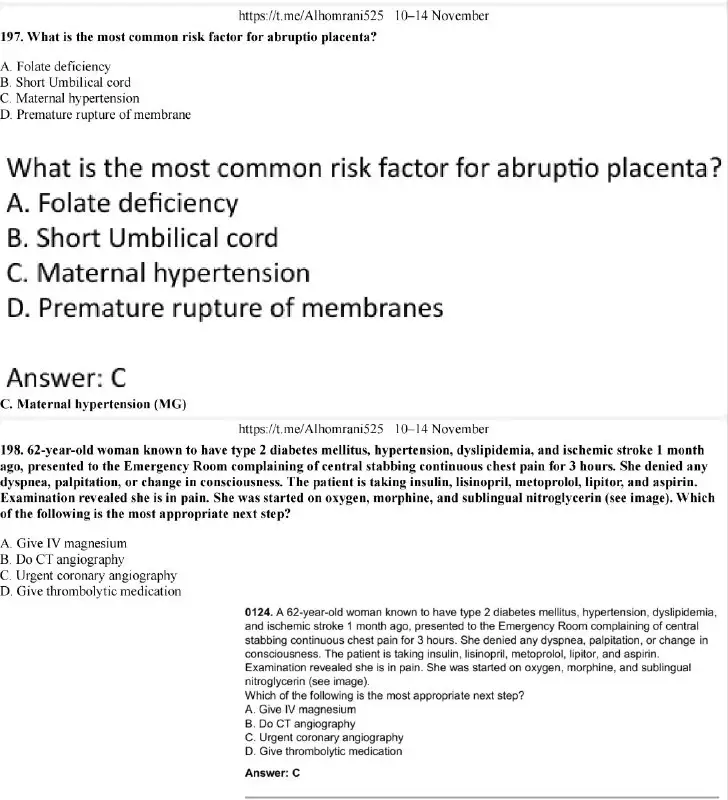 https://t.me/Alhomrani525 10–14 November
197. What is the most common risk factor for abruptio placenta?
A. Folate deficiency
B. Short Umbilical cord
C. Maternal hypertension
D. Premature rupture of membrane
What is the most common risk factor for abruptio placenta?
A. Folate deficiency
B. Short Umbilical cord
C. Maternal hypertension
D. Premature rupture of membranes
Answer: C
C. Maternal hypertension (MG)
https://t.me/Alhomrani525 10–14 November
198. 62-year-old woman known to have type 2 diabetes mellitus, hypertension, dyslipidemia, and ischemic stroke 1 month
ago, presented to the Emergency Room complaining of central stabbing continuous chest pain for 3 hours. She denied any
dyspnea, palpitation, or change in consciousness. The patient is taking insulin, lisinopril, metoprolol, lipitor, and aspirin.
Examination revealed she is in pain. She was started on oxygen, morphine, and sublingual nitroglycerin (see image). Which
of the following is the most appropriate next step?
A. Give IV magnesium
B. Do CT angiography
C. Urgent coronary angiography
D. Give thrombolytic medication
0124. A 62-year-old woman known to have type 2 diabetes mellitus, hypertension, dyslipidemia,
and ischemic stroke 1 month ago, presented to the Emergency Room complaining of central
stabbing continuous chest pain for 3 hours. She denied any dyspnea, palpitation, or change in
consciousness. The patient is taking insulin, lisinopril, metoprolol, lipitor, and aspirin.
Examination revealed she is in pain. She was started on oxygen, morphine, and sublingual
nitroglycerin (see image).
Which of the following is the most appropriate next step?
A. Give IV magnesium
B. Do CT angiography
C. Urgent coronary angiography
D. Give thrombolytic medication
Answer: C